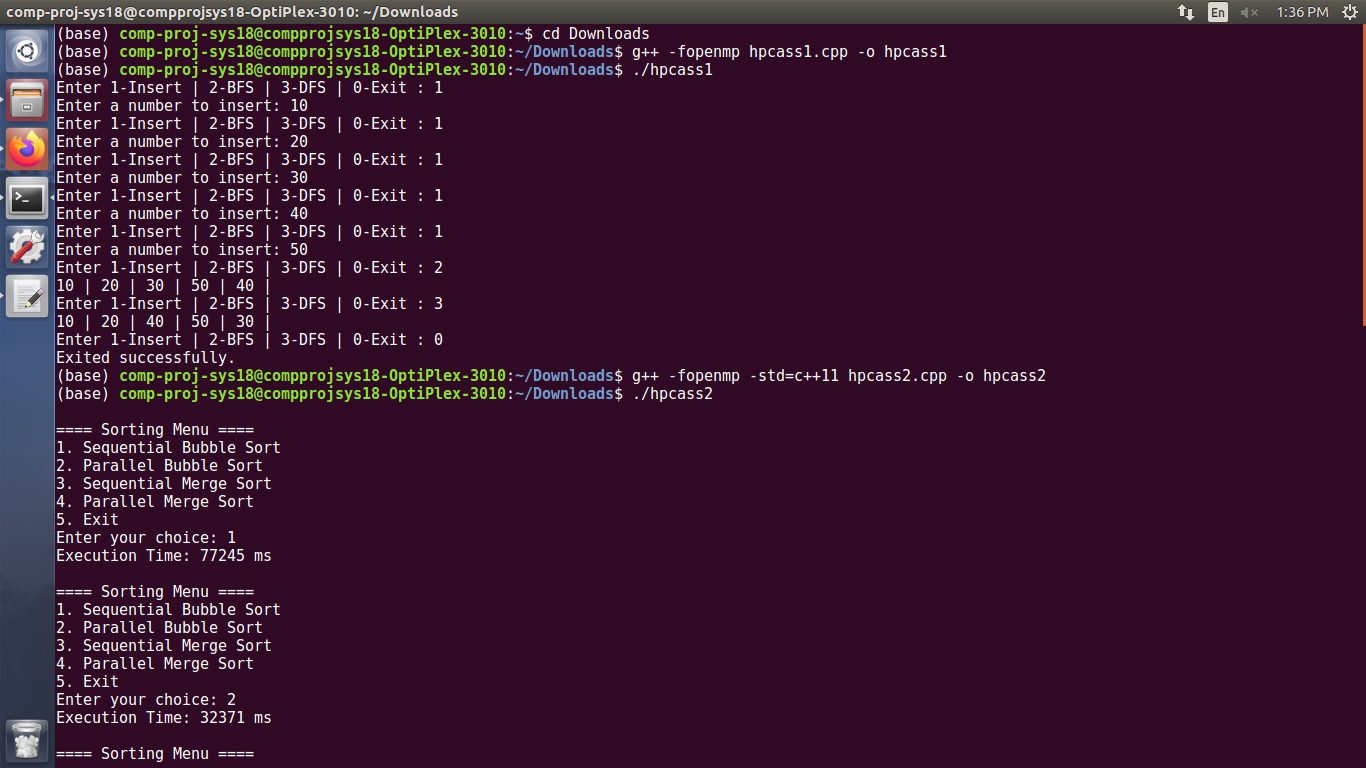 comp-proj-sys18@compprojsys18-OptiPlex-3010: ~/Downloads En 1:36 PM
(base) comp-proj-sys18@compprojsys18-OptiPlex-3010:~$ cd Downloads
(base) comp-proj-sys18@compprojsys18-OptiPlex-3010:~/Downloads$ g++ -fopenmp hpcass1.cpp -o hpcass1
(base) comp-proj-sys18@compprojsys18-OptiPlex-3010:~/Downloads$ ./hpcass1
Enter 1-Insert | 2-BFS | 3-DFS | 0-Exit : 1
Enter a number to insert: 10
Enter 1-Insert | 2-BFS | 3-DFS | 0-Exit : 1
Enter a number to insert: 20
Enter 1-Insert | 2-BFS | 3-DFS | 0-Exit : 1
Enter a number to insert: 30
Enter 1-Insert | 2-BFS | 3-DFS | 0-Exit : 1
Enter a number to insert: 40
Enter 1-Insert | 2-BFS | 3-DFS | 0-Exit : 1
Enter a number to insert: 50
Enter 1-Insert | 2-BFS | 3-DFS | 0-Exit : 2
10 | 20 | 30 | 50 | 40 |
Enter 1-Insert | 2-BFS | 3-DFS | 0-Exit : 3
10 | 20 | 40 | 50 | 30 |
Enter 1-Insert | 2-BFS | 3-DFS | 0-Exit : 0
Exited successfully.
(base) comp-proj-sys18@compprojsys18-OptiPlex-3010:~/Downloads$ g++ -fopenmp -std=c++11 hpcass2.cpp -o hpcass2
(base) comp-proj-sys18@compprojsys18-OptiPlex-3010:~/Downloads$ ./hpcass2
==== Sorting Menu ====
1. Sequential Bubble Sort
2. Parallel Bubble Sort
3. Sequential Merge Sort
4. Parallel Merge Sort
5. Exit
Enter your choice: 1
Execution Time: 77245 ms
==== Sorting Menu ====
1. Sequential Bubble Sort
2. Parallel Bubble Sort
3. Sequential Merge Sort
4. Parallel Merge Sort
5. Exit
Enter your choice: 2
Execution Time: 32371 ms
==== Sorting Menu ====